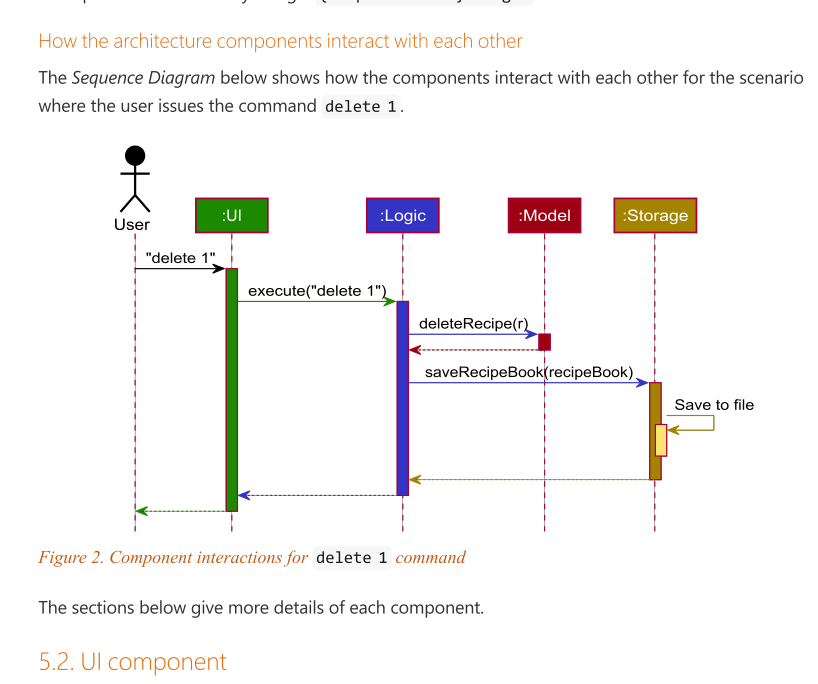 How the architecture components interact with each other
The Sequence Diagram below shows how the components interact with each other for the scenario
where the user issues the command delete 1.
User
:UI
:Logic
:Model
:Storage
"delete 1"
execute("delete 1")
deleteRecipe(r)
saveRecipeBook(recipeBook)
Save to file
Figure 2. Component interactions for delete 1 command
The sections below give more details of each component.
5.2. UI component